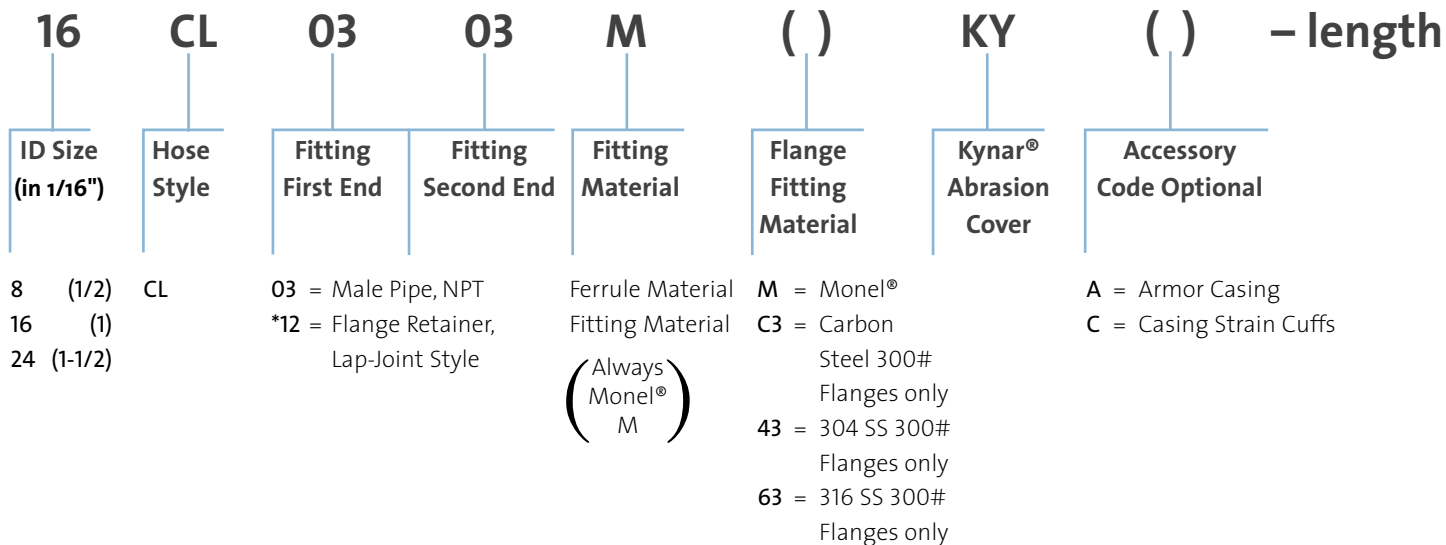 16 CL 03 03 M ( ) KY ( ) – length
ID Size
(in 1/16")
Hose
Style
Fitting
First End
Fitting
Second End
Fitting
Material
Flange
Fitting
Material
Kynar®
Abrasion
Cover
Accessory
Code Optional
8 (1/2)
16 (1)
24 (1-1/2)
CL
03 = Male Pipe, NPT
*12 = Flange Retainer,
Lap-Joint Style
Ferrule Material
Fitting Material
(Always
Monel®
M)
M = Monel®
C3 = Carbon
Steel 300#
Flanges only
43 = 304 SS 300#
Flanges only
63 = 316 SS 300#
Flanges only
A = Armor Casing
C = Casing Strain Cuffs